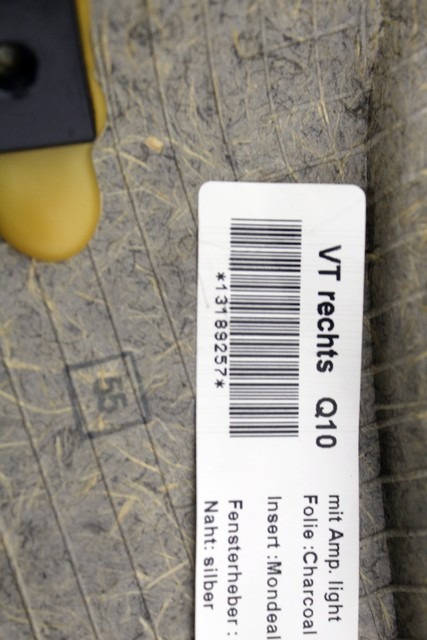 VT rechts Q10
*13189257*
mit Amp. light
Folie :Charcoal
Insert :Mondeal
Fensterheber :
Naht: silber
55